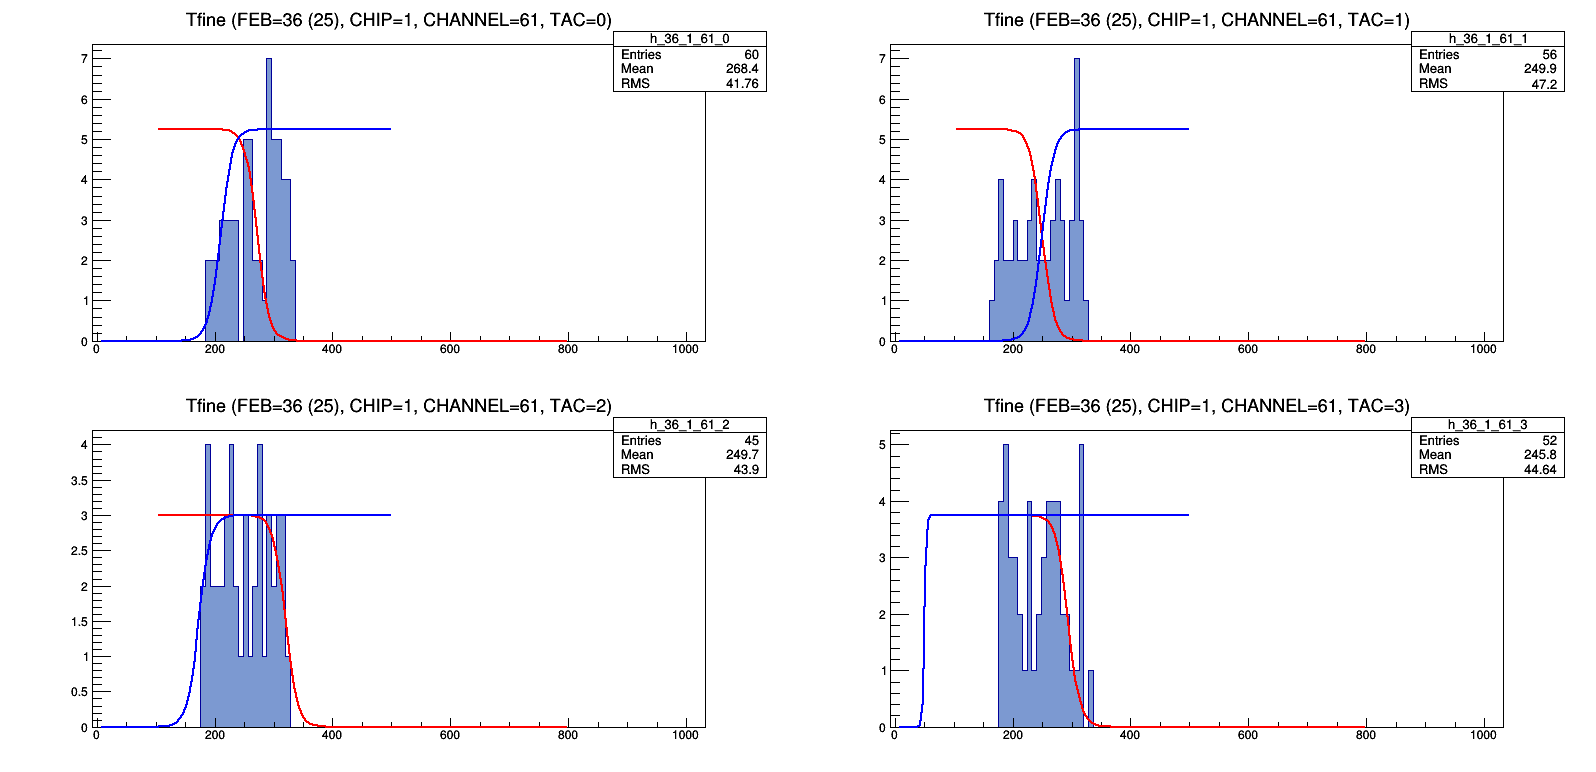 Tfine (FEB=36 (25), CHIP=1, CHANNEL=61, TAC=0)
h_36_1_61_0
Entries 60
Mean 268.4
RMS 41.76
7
6
5
4
3
2
1
0
0 200 400 600 800 1000
Tfine (FEB=36 (25), CHIP=1, CHANNEL=61, TAC=1)
h_36_1_61_1
Entries 56
Mean 249.9
RMS 47.2
7
6
5
4
3
2
1
0
0 200 400 600 800 1000
Tfine (FEB=36 (25), CHIP=1, CHANNEL=61, TAC=2)
h_36_1_61_2
Entries 45
Mean 249.7
RMS 43.9
4
3.5
3
2.5
2
1.5
1
0.5
0
0 200 400 600 800 1000
Tfine (FEB=36 (25), CHIP=1, CHANNEL=61, TAC=3)
h_36_1_61_3
Entries 52
Mean 245.8
RMS 44.64
5
4
3
2
1
0
0 200 400 600 800 1000